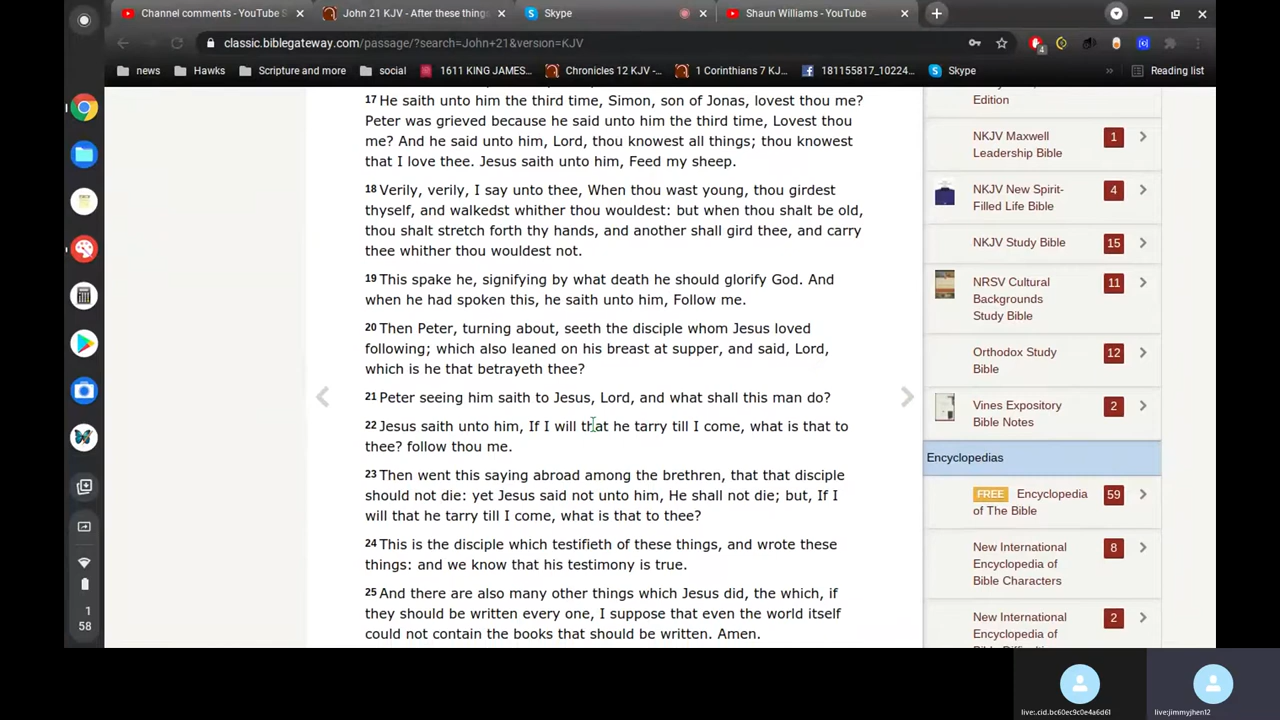 Channel comments - YouTube S
John 21 KJV - After these things
Skype
Shaun Williams - YouTube
classic.biblegateway.com/passage/?search=John+21&version=KJV
4
news
Hawks
Scripture and more
social
1611 KING JAMES...
Chronicles 12 KJV -...
1 Corinthians 7 KJ...
181155817_10224...
Skype
Reading list
17 He saith unto him the third time, Simon, son of Jonas, lovest thou me?
Peter was grieved because he said unto him the third time, Lovest thou
me? And he said unto him, Lord, thou knowest all things; thou knowest
that I love thee. Jesus saith unto him, Feed my sheep.
18 Verily, verily, I say unto thee, When thou wast young, thou girdest
thyself, and walkedst whither thou wouldest: but when thou shalt be old,
thou shalt stretch forth thy hands, and another shall gird thee, and carry
thee whither thou wouldest not.
19 This spake he, signifying by what death he should glorify God. And
when he had spoken this, he saith unto him, Follow me.
20 Then Peter, turning about, seeth the disciple whom Jesus loved
following; which also leaned on his breast at supper, and said, Lord,
which is he that betrayeth thee?
21 Peter seeing him saith to Jesus, Lord, and what shall this man do?
22 Jesus saith unto him, If I will that he tarry till I come, what is that to
thee? follow thou me.
23 Then went this saying abroad among the brethren, that that disciple
should not die: yet Jesus said not unto him, He shall not die; but, If I
will that he tarry till I come, what is that to thee?
24 This is the disciple which testifieth of these things, and wrote these
things: and we know that his testimony is true.
25 And there are also many other things which Jesus did, the which, if
they should be written every one, I suppose that even the world itself
could not contain the books that should be written. Amen.
Edition
NKJV Maxwell
Leadership Bible
1
NKJV New Spirit-
Filled Life Bible
4
NKJV Study Bible
15
NRSV Cultural
Backgrounds
Study Bible
11
Orthodox Study
Bible
12
Vines Expository
Bible Notes
2
Encyclopedias
FREE Encyclopedia
of The Bible
59
New International
Encyclopedia of
Bible Characters
8
New International
Encyclopedia of
2
1
58
live:.cid.bc60ec9c0e4a6d61
live:jimmyjhen12